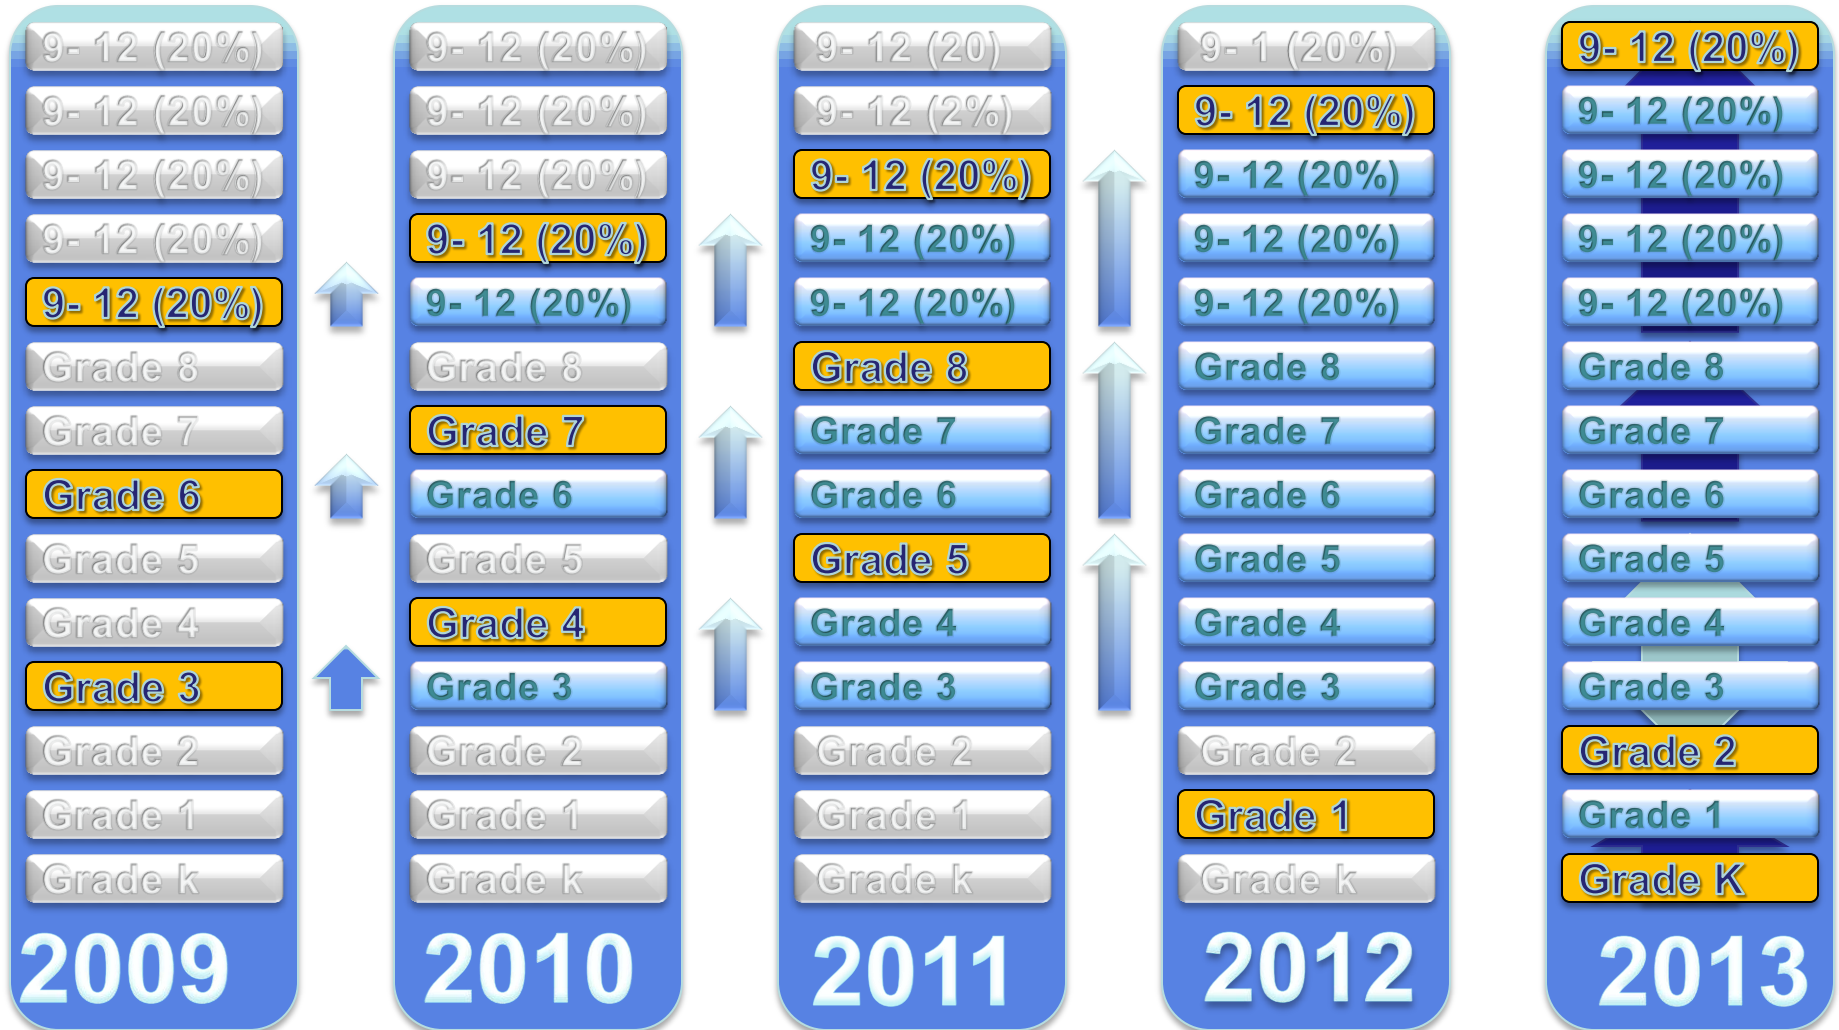 9- 12 (20%)
9- 12 (20%)
9- 12 (20%)
9- 12 (20%)
9- 12 (20%)
Grade 8
Grade 7
Grade 6
Grade 5
Grade 4
Grade 3
Grade 2
Grade 1
Grade k
2009
9- 12 (20%)
9- 12 (20%)
9- 12 (20%)
9- 12 (20%)
9- 12 (20%)
Grade 8
Grade 7
Grade 6
Grade 5
Grade 4
Grade 3
Grade 2
Grade 1
Grade k
2010
9- 12 (20)
9- 12 (2%)
9- 12 (20%)
9- 12 (20%)
9- 12 (20%)
Grade 8
Grade 7
Grade 6
Grade 5
Grade 4
Grade 3
Grade 2
Grade 1
Grade k
2011
9- 1 (20%)
9- 12 (20%)
9- 12 (20%)
9- 12 (20%)
9- 12 (20%)
Grade 8
Grade 7
Grade 6
Grade 5
Grade 4
Grade 3
Grade 2
Grade 1
Grade k
2012
9- 12 (20%)
9- 12 (20%)
9- 12 (20%)
9- 12 (20%)
9- 12 (20%)
Grade 8
Grade 7
Grade 6
Grade 5
Grade 4
Grade 3
Grade 2
Grade 1
Grade K
2013